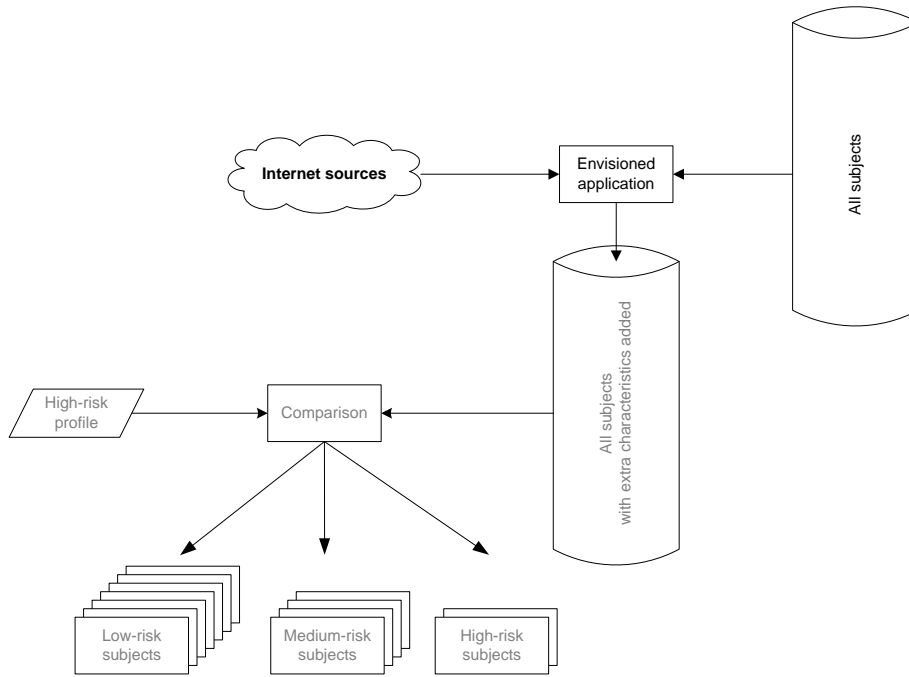 Internet sources
Envisioned
application
All subjects
All subjects
with extra characteristics added
High-risk
profile
Comparison
Low-risk
subjects
Medium-risk
subjects
High-risk
subjects